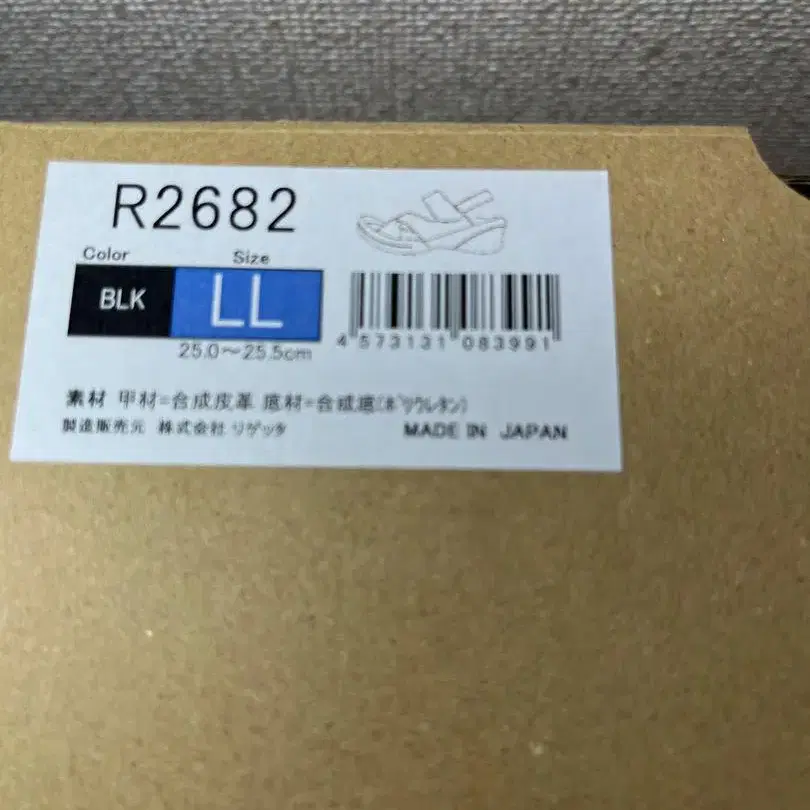 R2682
Color Size
BLK LL
25.0～25.5cm
4 573131 083991
素材 甲材=合成皮革 底材=合成底(ポリウレタン)
製造販売元 株式会社 リゲッタ MADE IN JAPAN